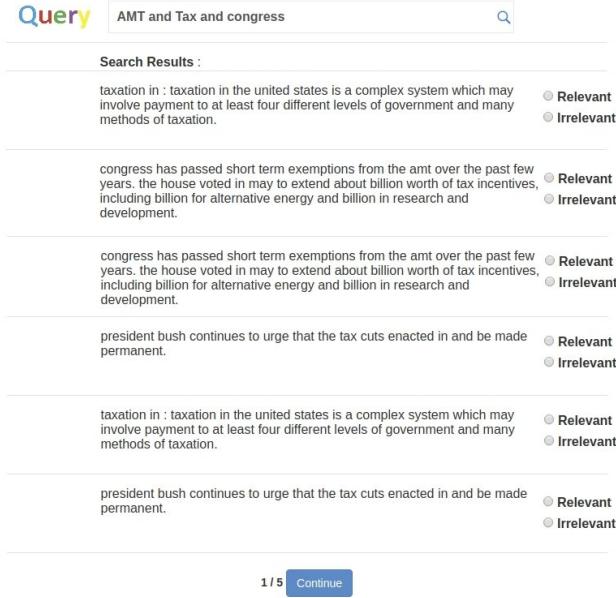 Query AMT and Tax and congress
Search Results :
taxation in : taxation in the united states is a complex system which may
involve payment to at least four different levels of government and many
methods of taxation.
Relevant
Irrelevant
congress has passed short term exemptions from the amt over the past few
years. the house voted in may to extend about billion worth of tax incentives,
including billion for alternative energy and billion in research and
development.
Relevant
Irrelevant
congress has passed short term exemptions from the amt over the past few
years. the house voted in may to extend about billion worth of tax incentives,
including billion for alternative energy and billion in research and
development.
Relevant
Irrelevant
president bush continues to urge that the tax cuts enacted in and be made
permanent.
Relevant
Irrelevant
taxation in : taxation in the united states is a complex system which may
involve payment to at least four different levels of government and many
methods of taxation.
Relevant
Irrelevant
president bush continues to urge that the tax cuts enacted in and be made
permanent.
Relevant
Irrelevant
1 / 5 Continue